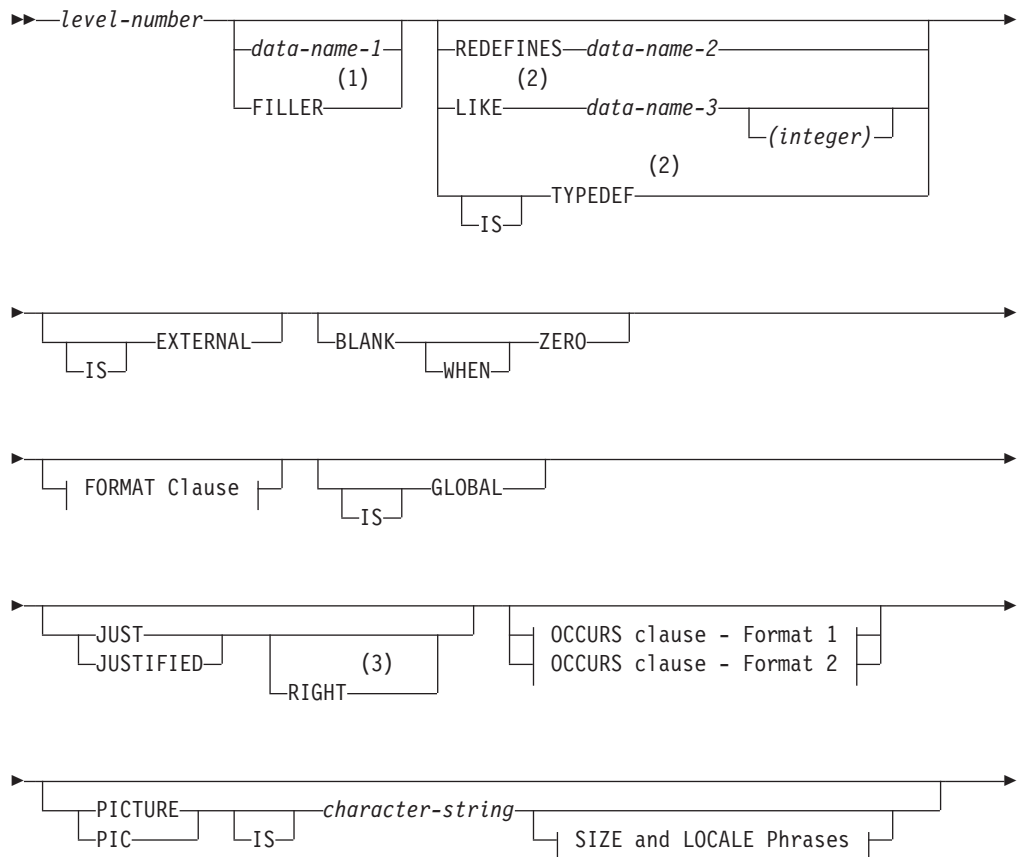 level-number
data-name-1 REDEFINES data-name-2
(1) (2)
FILLER LIKE data-name-3
(integer)
(2)
TYPEDEF
IS
EXTERNAL BLANK ZERO
IS WHEN
FORMAT Clause GLOBAL
IS
JUST OCCURS clause - Format 1
JUSTIFIED (3) OCCURS clause - Format 2
RIGHT
PICTURE character-string
PIC IS SIZE and LOCALE Phrases